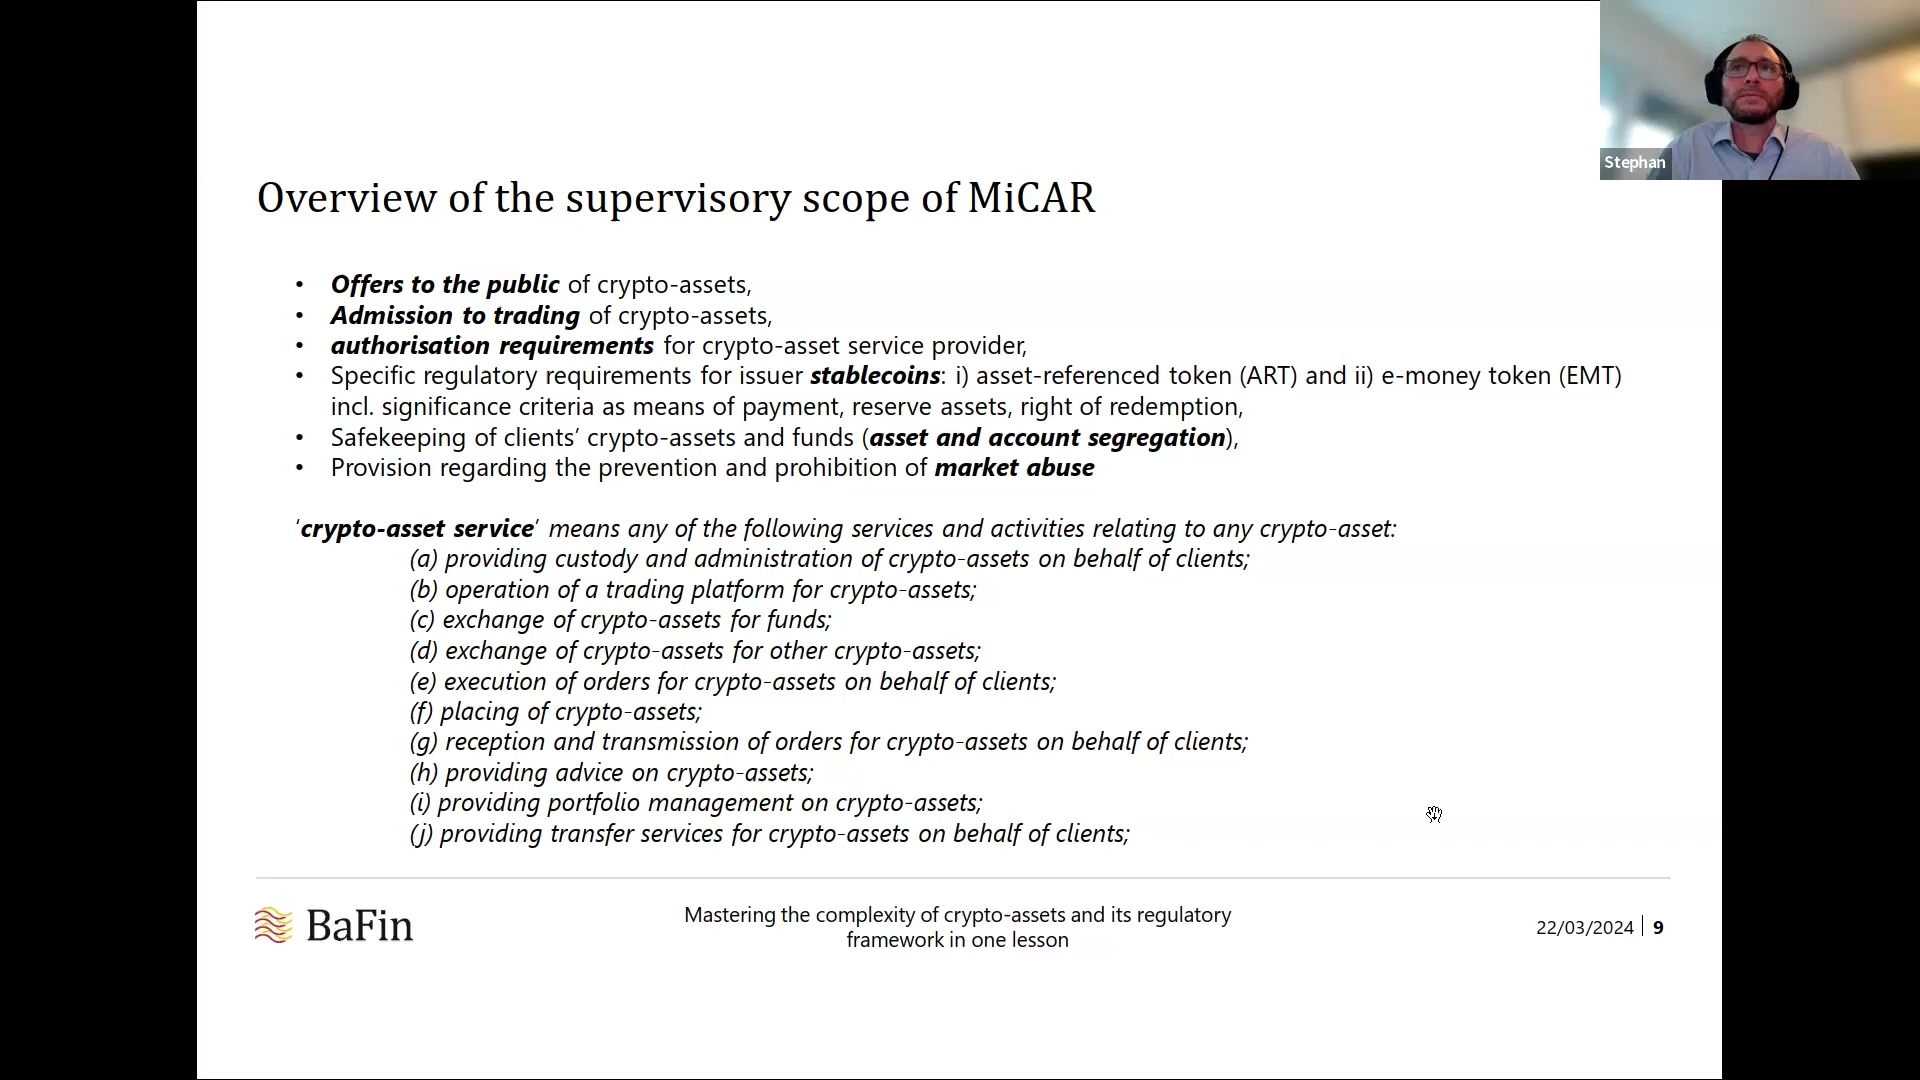 Stephan
Overview of the supervisory scope of MiCAR
• Offers to the public of crypto-assets,
• Admission to trading of crypto-assets,
• authorisation requirements for crypto-asset service provider,
• Specific regulatory requirements for issuer stablecoins: i) asset-referenced token (ART) and ii) e-money token (EMT)
incl. significance criteria as means of payment, reserve assets, right of redemption,
• Safekeeping of clients’ crypto-assets and funds (asset and account segregation),
• Provision regarding the prevention and prohibition of market abuse
‘crypto-asset service’ means any of the following services and activities relating to any crypto-asset:
(a) providing custody and administration of crypto-assets on behalf of clients;
(b) operation of a trading platform for crypto-assets;
(c) exchange of crypto-assets for funds;
(d) exchange of crypto-assets for other crypto-assets;
(e) execution of orders for crypto-assets on behalf of clients;
(f) placing of crypto-assets;
(g) reception and transmission of orders for crypto-assets on behalf of clients;
(h) providing advice on crypto-assets;
(i) providing portfolio management on crypto-assets;
(j) providing transfer services for crypto-assets on behalf of clients;
BaFin
Mastering the complexity of crypto-assets and its regulatory
framework in one lesson
22/03/2024 | 9